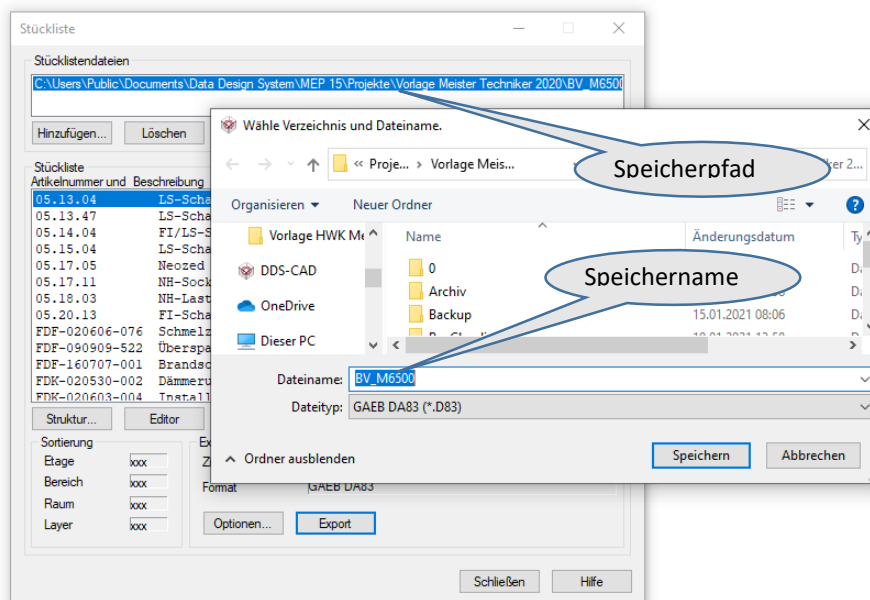 Stückliste
Stücklistendateien
C:\Users\Public\Documents\Data Design System\MEP 15\Projekte\Vorlage Meister Techniker 2020\BV_M6500
Hinzufügen... Löschen
Stückliste
Artikelnummer und Beschreibung
05.13.04 LS-Scha
05.13.47 LS-Scha
05.14.04 FI/LS-S
05.15.04 LS-Scha
05.17.05 Neozed
05.17.11 NH-Sock
05.18.03 NH-Last
05.20.13 FI-Scha
FDF-020606-076 Schmelz
FDF-090909-522 Überspa
FDF-160707-001 Brandsc
FDK-020530-002 Dämmeru
FDK-020603-004 Install
Struktur... Editor
Sortierung
Etage xxx
Bereich xxx
Raum xxx
Layer xxx
Ex
Format GAEB DA83
Optionen... Export
Schließen Hilfe
Wähle Verzeichnis und Dateiname.
« Proje... › Vorlage Meis... ker 2...
Speicherpfad
Organisieren Neuer Ordner
Vorlage HWK Me
DDS-CAD
OneDrive
Dieser PC
Name Änderungsdatum Ty
0 Da
Archiv Da
Backup 15.01.2021 08:06 Da
Speichername
Dateiname: BV_M6500
Dateityp: GAEB DA83 (*.D83)
Ordner ausblenden Speichern Abbrechen